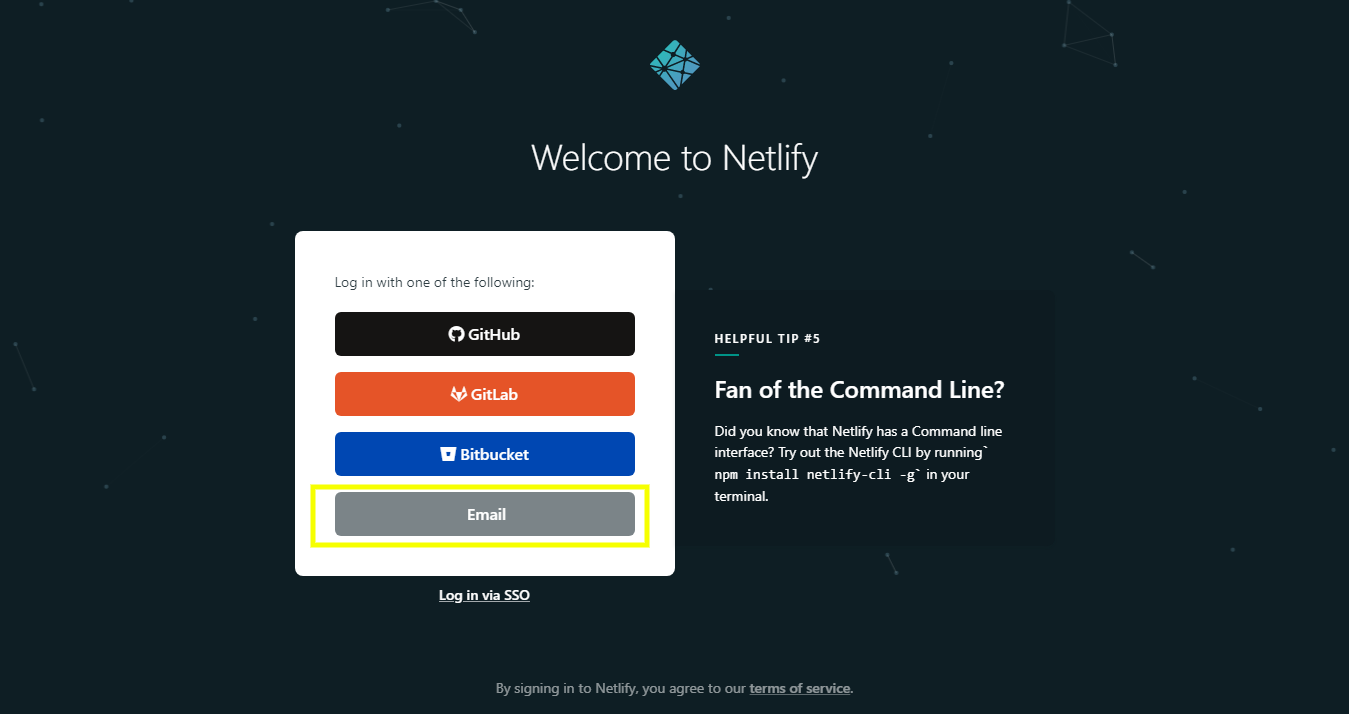 Welcome to Netlify
Log in with one of the following:
GitHub
GitLab
Bitbucket
Email
Log in via SSO
HELPFUL TIP #5
Fan of the Command Line?
Did you know that Netlify has a Command line
interface? Try out the Netlify CLI by running`
npm install netlify-cli -g` in your
terminal.
By signing in to Netlify, you agree to our terms of service.